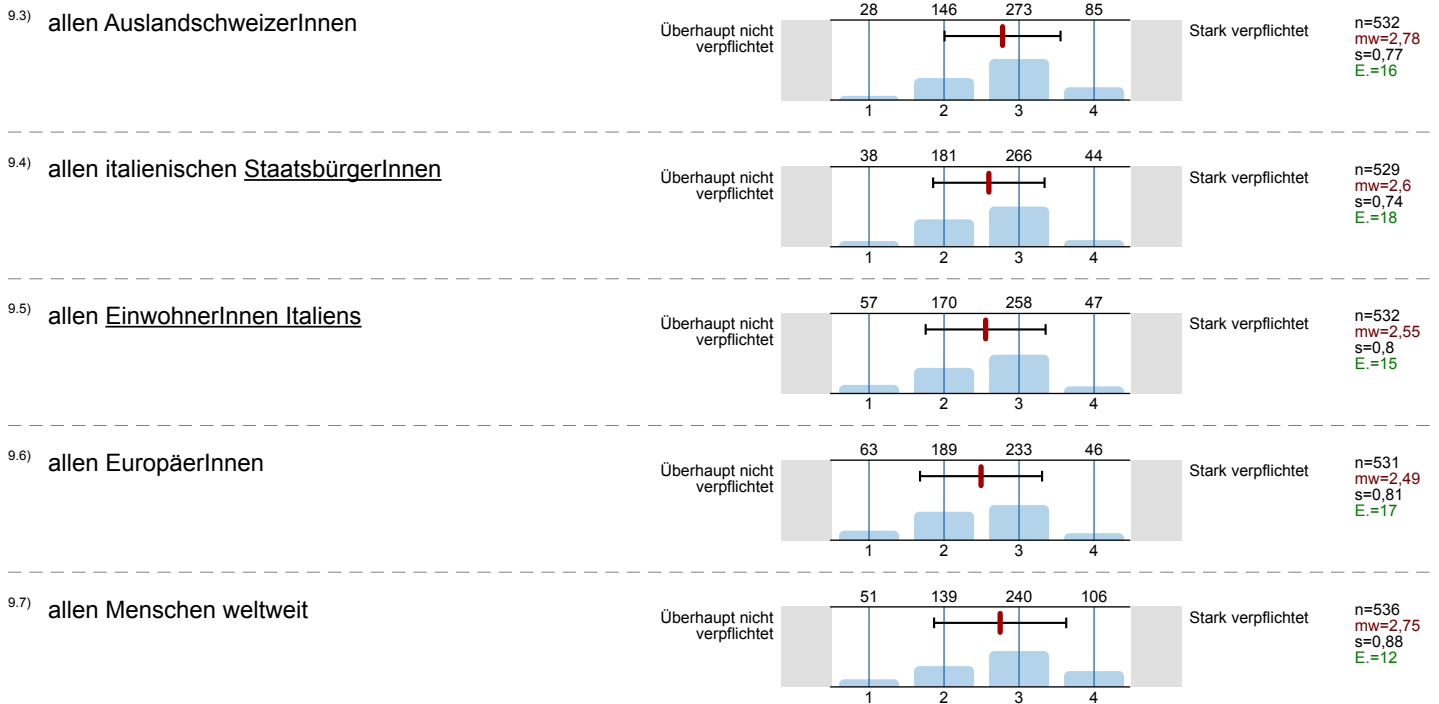 9.3) allen AuslandschweizerInnen
Überhaupt nicht
verpflichtet
28 146 273 85
1 2 3 4
Stark verpflichtet
n=532
mw=2,78
s=0,77
E.=16
9.4) allen italienischen StaatsbürgerInnen
Überhaupt nicht
verpflichtet
38 181 266 44
1 2 3 4
Stark verpflichtet
n=529
mw=2,6
s=0,74
E.=18
9.5) allen EinwohnerInnen Italiens
Überhaupt nicht
verpflichtet
57 170 258 47
1 2 3 4
Stark verpflichtet
n=532
mw=2,55
s=0,8
E.=15
9.6) allen EuropäerInnen
Überhaupt nicht
verpflichtet
63 189 233 46
1 2 3 4
Stark verpflichtet
n=531
mw=2,49
s=0,81
E.=17
9.7) allen Menschen weltweit
Überhaupt nicht
verpflichtet
51 139 240 106
1 2 3 4
Stark verpflichtet
n=536
mw=2,75
s=0,88
E.=12